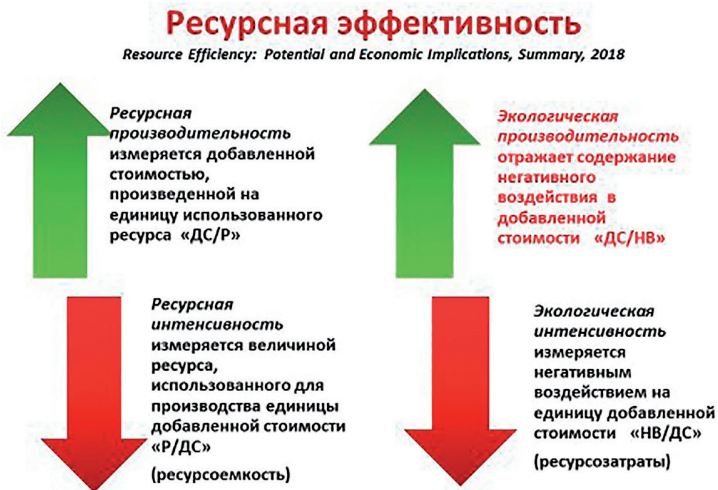 Ресурсная эффективность
Resource Efficiency: Potential and Economic Implications, Summary, 2018
Ресурсная
производительность
измеряется добавленной
стоимостью,
произведенной на
единицу использованного
ресурса «ДС/Р»
Экологическая
производительность
отражает содержание
негативного
воздействия в
добавленной
стоимости «ДС/НВ»
Ресурсная
интенсивность
измеряется величиной
ресурса,
использованного для
производства единицы
добавленной стоимости
«Р/ДС»
(ресурсоемкость)
Экологическая
интенсивность
измеряется
негативным
воздействием на
единицу добавленной
стоимости «НВ/ДС»
(ресурсозатраты)